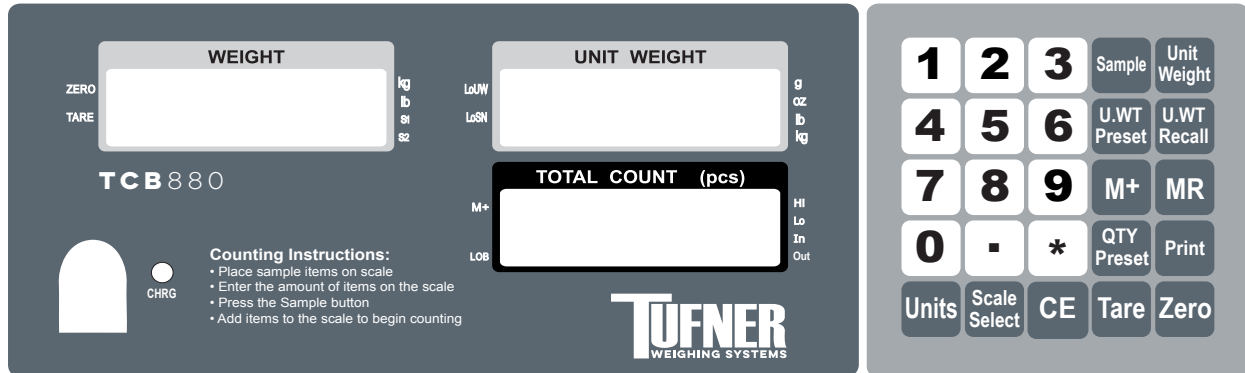 WEIGHT
ZERO
TARE
kg
lb
S1
S2
UNIT WEIGHT
LoUW
LoSN
g
oz
lb
kg
TCB880
TOTAL COUNT (pcs)
M+
LOB
HI
Lo
In
Out
CHRG
Counting Instructions:
• Place sample items on scale
• Enter the amount of items on the scale
• Press the Sample button
• Add items to the scale to begin counting
TUFNER
WEIGHING SYSTEMS
1 2 3 Sample Unit Weight
4 5 6 U.WT Preset U.WT Recall
7 8 9 M+ MR
0 . * QTY Preset Print
Units Scale Select CE Tare Zero